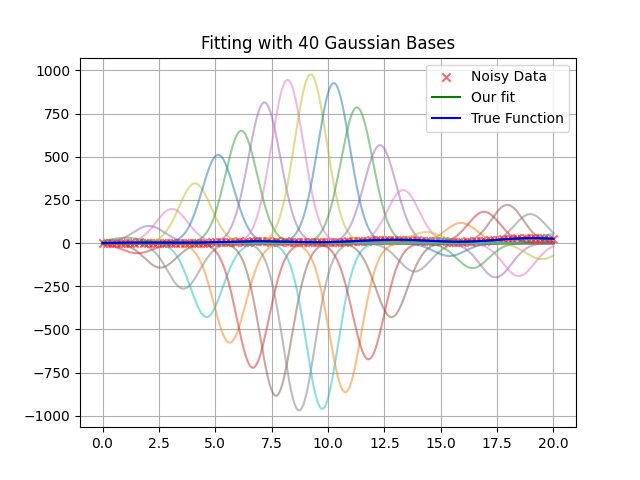 Fitting with 40 Gaussian Bases
Noisy Data
Our fit
True Function
1000
750
500
250
0
−250
−500
−750
−1000
0.0 2.5 5.0 7.5 10.0 12.5 15.0 17.5 20.0